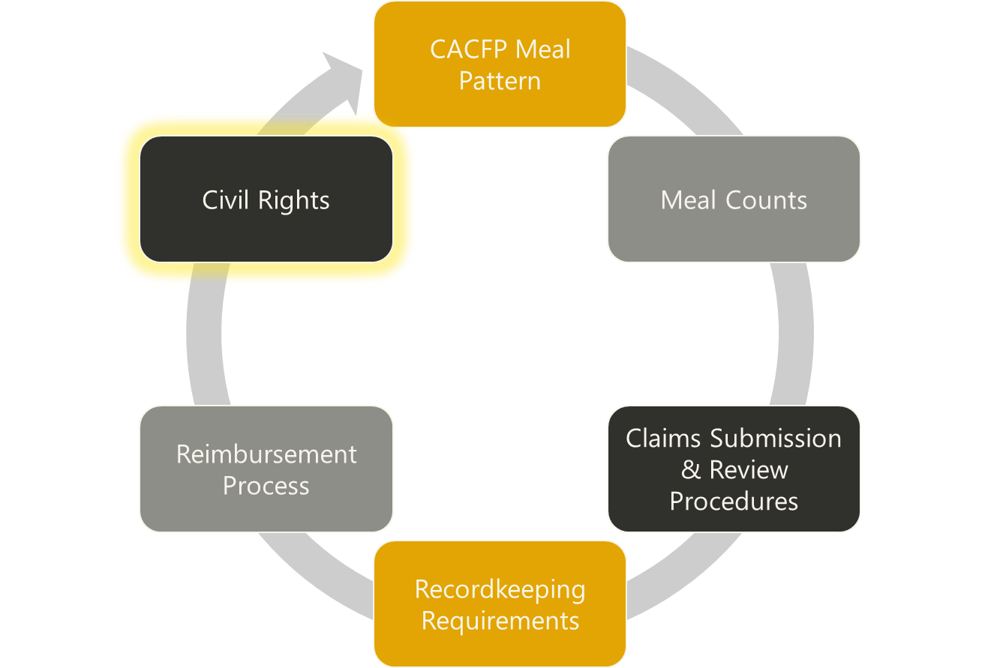 CACFP Meal
Pattern
Meal Counts
Claims Submission
& Review
Procedures
Recordkeeping
Requirements
Reimbursement
Process
Civil Rights